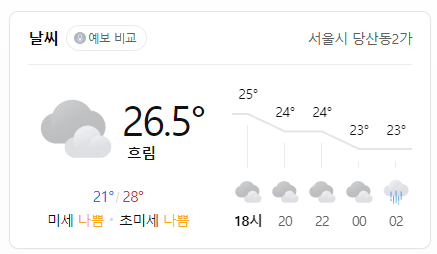 날씨 예보 비교 서울시 당산동2가
26.5°
흐림
21° / 28°
미세 나쁨 • 초미세 나쁨
25° 24° 24° 23° 23°
18시 20 22 00 02